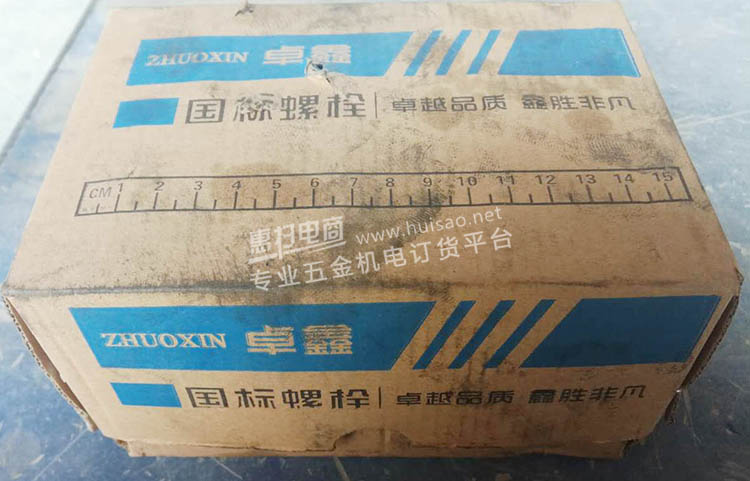 ZHUOXIN 卓鑫
国标螺栓 | 卓越品质 鑫胜非凡
CM 1 2 3 4 5 6 7 8 9 10 11 12 13 14 15
惠扫电商 www.huisao.net
专业五金机电订货平台
ZHUOXIN 卓鑫
国标螺栓 | 卓越品质 鑫胜非凡